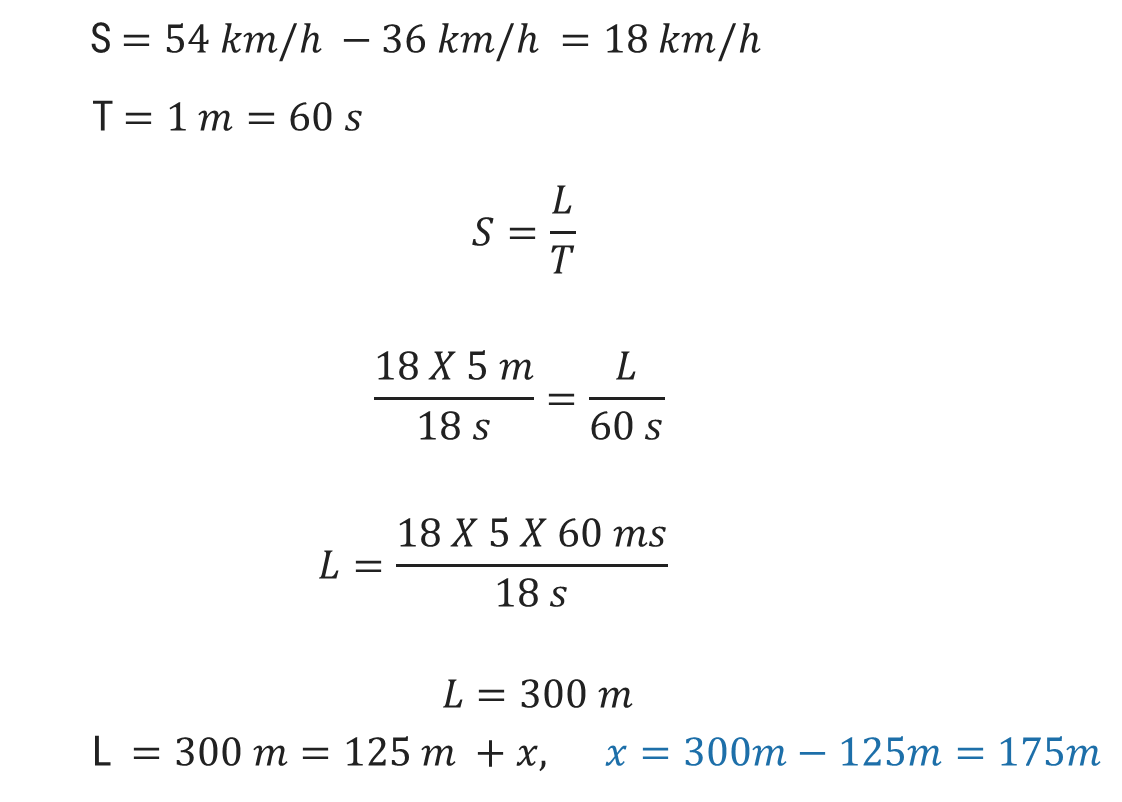 S = 54 km/h − 36 km/h = 18 km/h
T = 1 m = 60 s
S = L/T
18 X 5 m / 18 s = L / 60 s
L = 18 X 5 X 60 ms / 18 s
L = 300 m
L = 300 m = 125 m + x, x = 300m − 125m = 175m